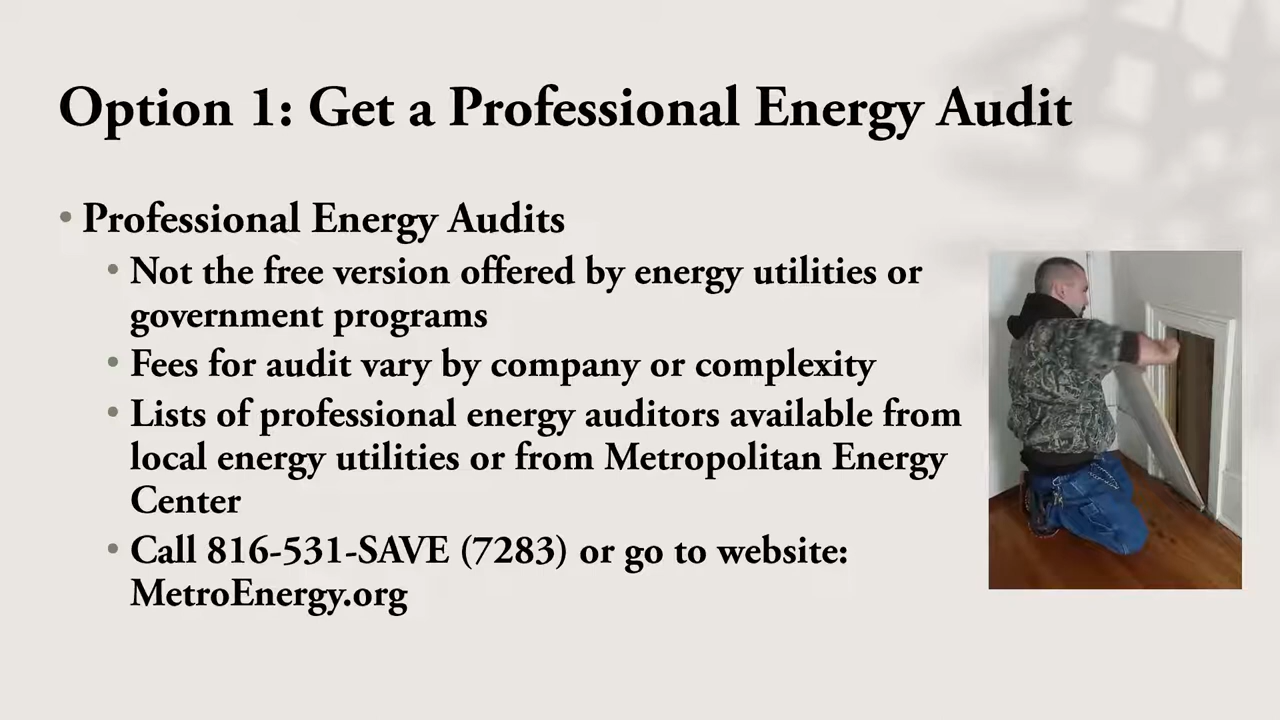 Option 1: Get a Professional Energy Audit
• Professional Energy Audits
• Not the free version offered by energy utilities or
government programs
• Fees for audit vary by company or complexity
• Lists of professional energy auditors available from
local energy utilities or from Metropolitan Energy
Center
• Call 816-531-SAVE (7283) or go to website:
MetroEnergy.org